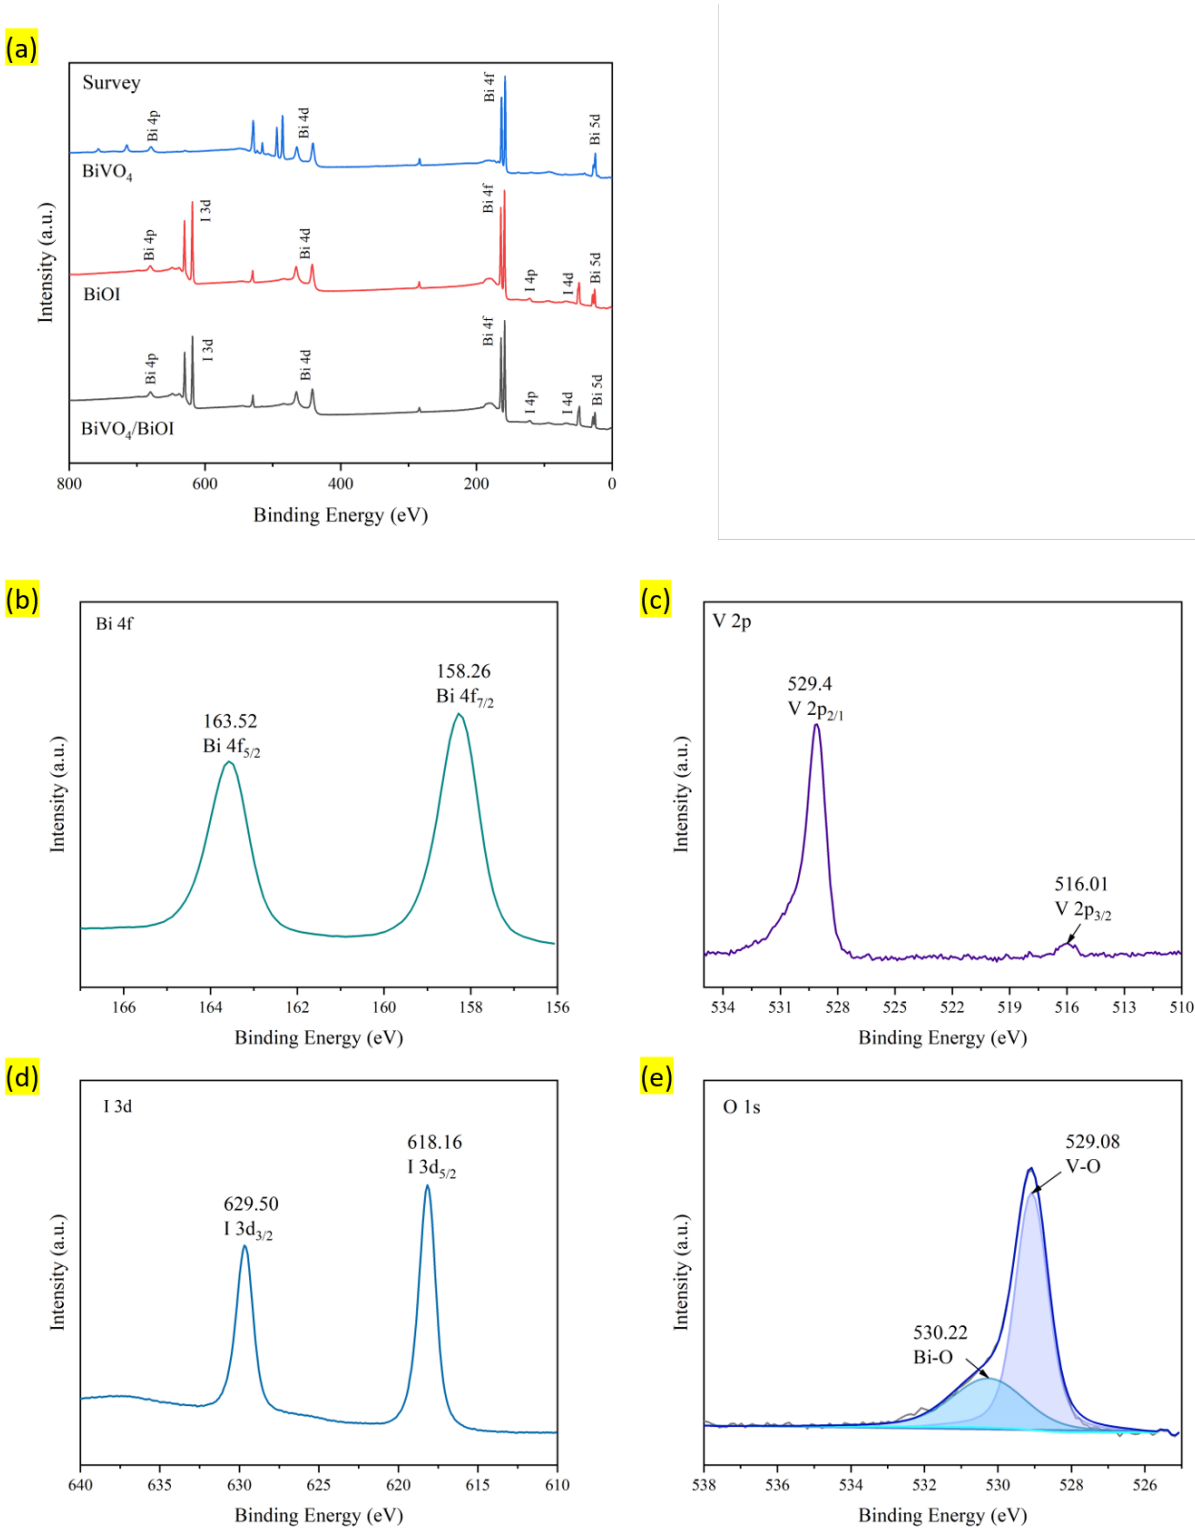 (a)
Survey
Bi 4p
Bi 4d
Bi 4f
Bi 5d
BiVO₄
Bi 4p
I 3d
Bi 4d
Bi 4f
I 4p
I 4d
Bi 5d
BiOI
Bi 4p
I 3d
Bi 4d
Bi 4f
I 4p
I 4d
Bi 5d
BiVO₄/BiOI
Intensity (a.u.)
800 600 400 200 0
Binding Energy (eV)
(b)
Bi 4f
163.52
Bi 4f5/2
158.26
Bi 4f7/2
Intensity (a.u.)
166 164 162 160 158 156
Binding Energy (eV)
(c)
V 2p
529.4
V 2p2/1
516.01
V 2p3/2
Intensity (a.u.)
534 531 528 525 522 519 516 513 510
Binding Energy (eV)
(d)
I 3d
629.50
I 3d3/2
618.16
I 3d5/2
Intensity (a.u.)
640 635 630 625 620 615 610
Binding Energy (eV)
(e)
O 1s
529.08
V-O
530.22
Bi-O
Intensity (a.u.)
538 536 534 532 530 528 526
Binding Energy (eV)